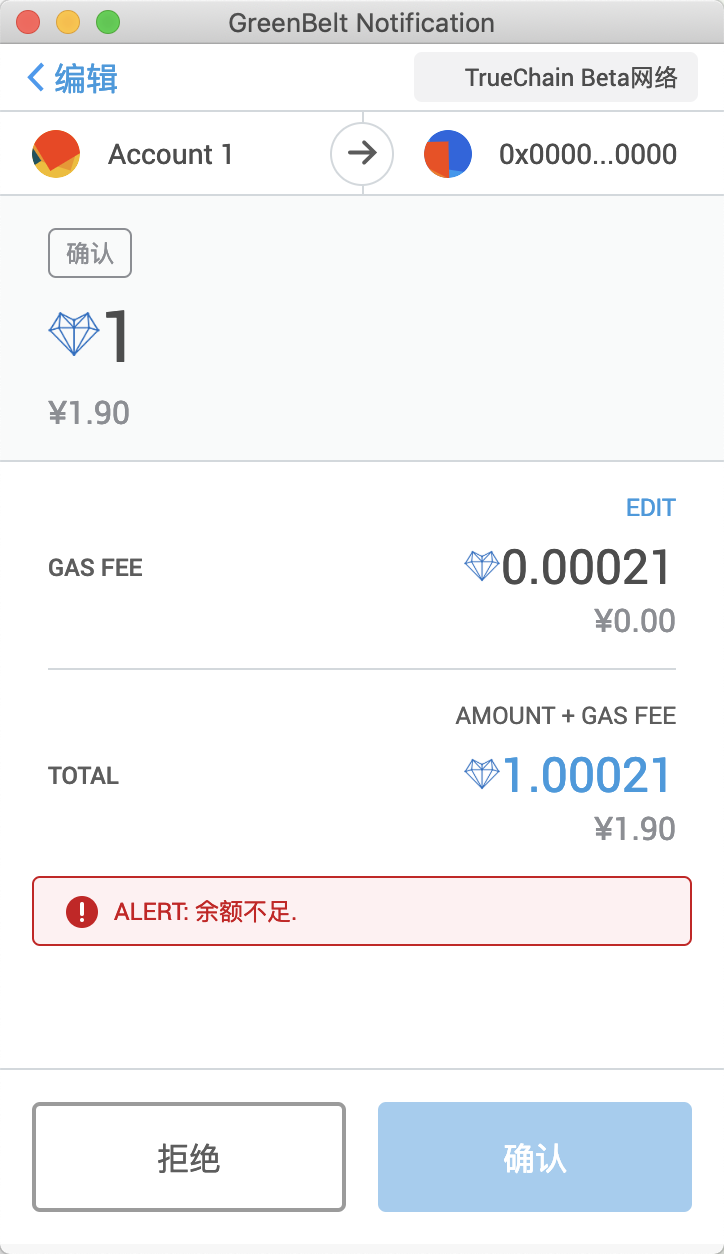 GreenBelt Notification
编辑
TrueChain Beta网络
Account 1
0x0000...0000
确认
1
¥1.90
EDIT
GAS FEE
0.00021
¥0.00
AMOUNT + GAS FEE
TOTAL
1.00021
¥1.90
ALERT: 余额不足.
拒绝
确认